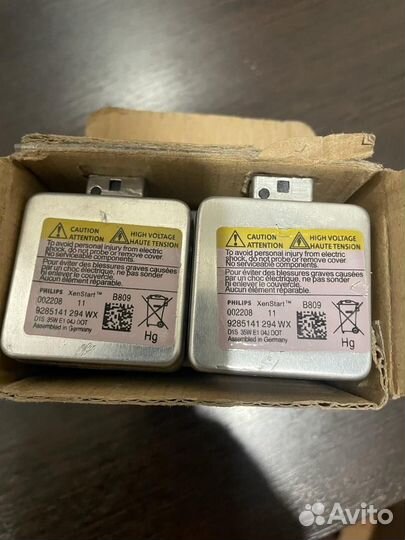 CAUTION
ATTENTION
HIGH VOLTAGE
HAUTE TENSION
To avoid personal injury from electric
shock, do not probe or remove cover.
No serviceable components.
Pour éviter des blessures graves causées
par un choc électrique, ne pas sonder
Ni enlever le couvercle.
Aucun élément réparable.
PHILIPS XenStart™ B809
002208 11
9285141 294 WX
D1S 35W E1 04J DOT
Assembled in Germany
Hg
CAUTION
ATTENTION
HIGH VOLTAGE
HAUTE TENSION
To avoid personal injury from electric
shock, do not probe or remove cover.
No serviceable components.
Pour éviter des blessures graves causées
par un choc électrique, ne pas sonder
Ni enlever le couvercle.
Aucun élément réparable.
PHILIPS XenStart™ B809
002208 11
9285141 294 WX
D1S 35W E1 04J DOT
Assembled in Germany
Hg
Avito